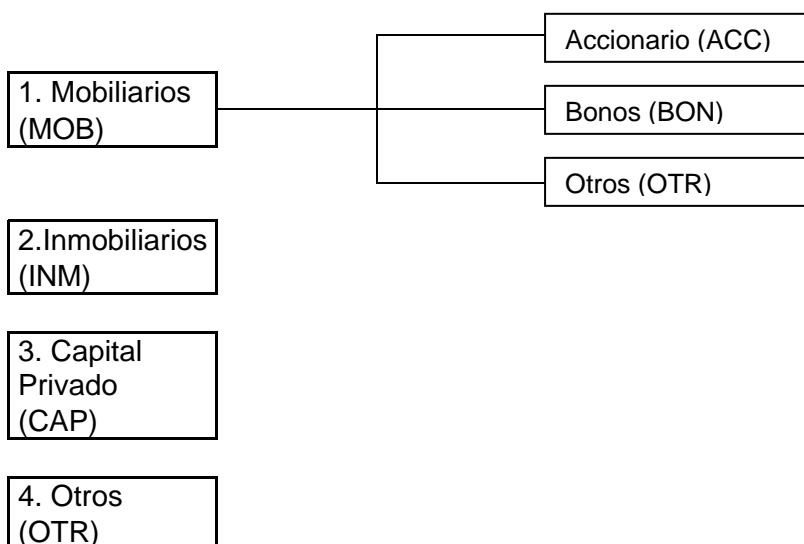 Accionario (ACC)
1. Mobiliarios
(MOB)
Bonos (BON)
Otros (OTR)
2.Inmobiliarios
(INM)
3. Capital
Privado
(CAP)
4. Otros
(OTR)